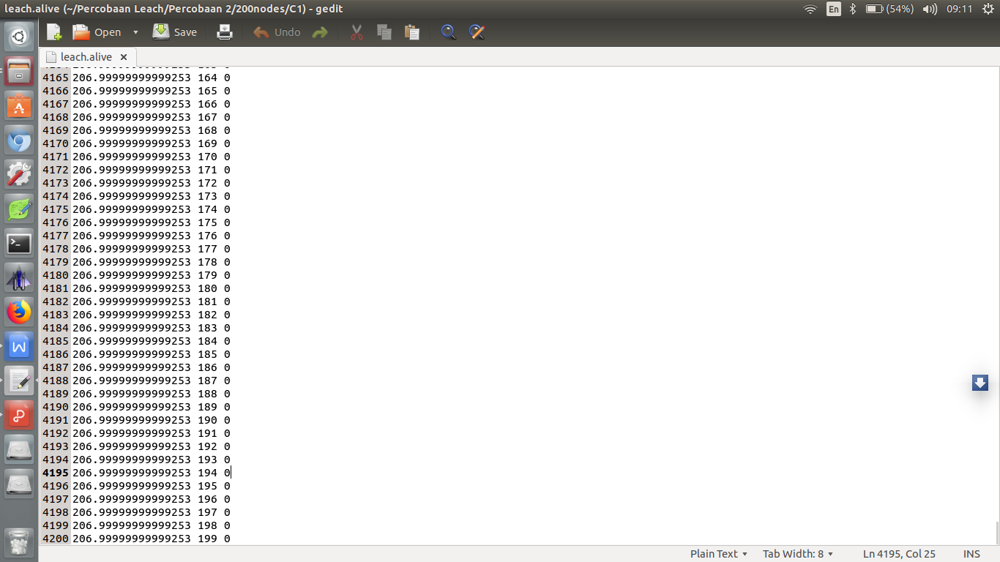 leach.alive (~/Percobaan Leach/Percobaan 2/200nodes/C1) - gedit
En (54%) 09:11
Open Save Undo
leach.alive
4165 206.99999999999253 164 0
4166 206.99999999999253 165 0
4167 206.99999999999253 166 0
4168 206.99999999999253 167 0
4169 206.99999999999253 168 0
4170 206.99999999999253 169 0
4171 206.99999999999253 170 0
4172 206.99999999999253 171 0
4173 206.99999999999253 172 0
4174 206.99999999999253 173 0
4175 206.99999999999253 174 0
4176 206.99999999999253 175 0
4177 206.99999999999253 176 0
4178 206.99999999999253 177 0
4179 206.99999999999253 178 0
4180 206.99999999999253 179 0
4181 206.99999999999253 180 0
4182 206.99999999999253 181 0
4183 206.99999999999253 182 0
4184 206.99999999999253 183 0
4185 206.99999999999253 184 0
4186 206.99999999999253 185 0
4187 206.99999999999253 186 0
4188 206.99999999999253 187 0
4189 206.99999999999253 188 0
4190 206.99999999999253 189 0
4191 206.99999999999253 190 0
4192 206.99999999999253 191 0
4193 206.99999999999253 192 0
4194 206.99999999999253 193 0
4195 206.99999999999253 194 0
4196 206.99999999999253 195 0
4197 206.99999999999253 196 0
4198 206.99999999999253 197 0
4199 206.99999999999253 198 0
4200 206.99999999999253 199 0
Plain Text Tab Width: 8 Ln 4195, Col 25 INS